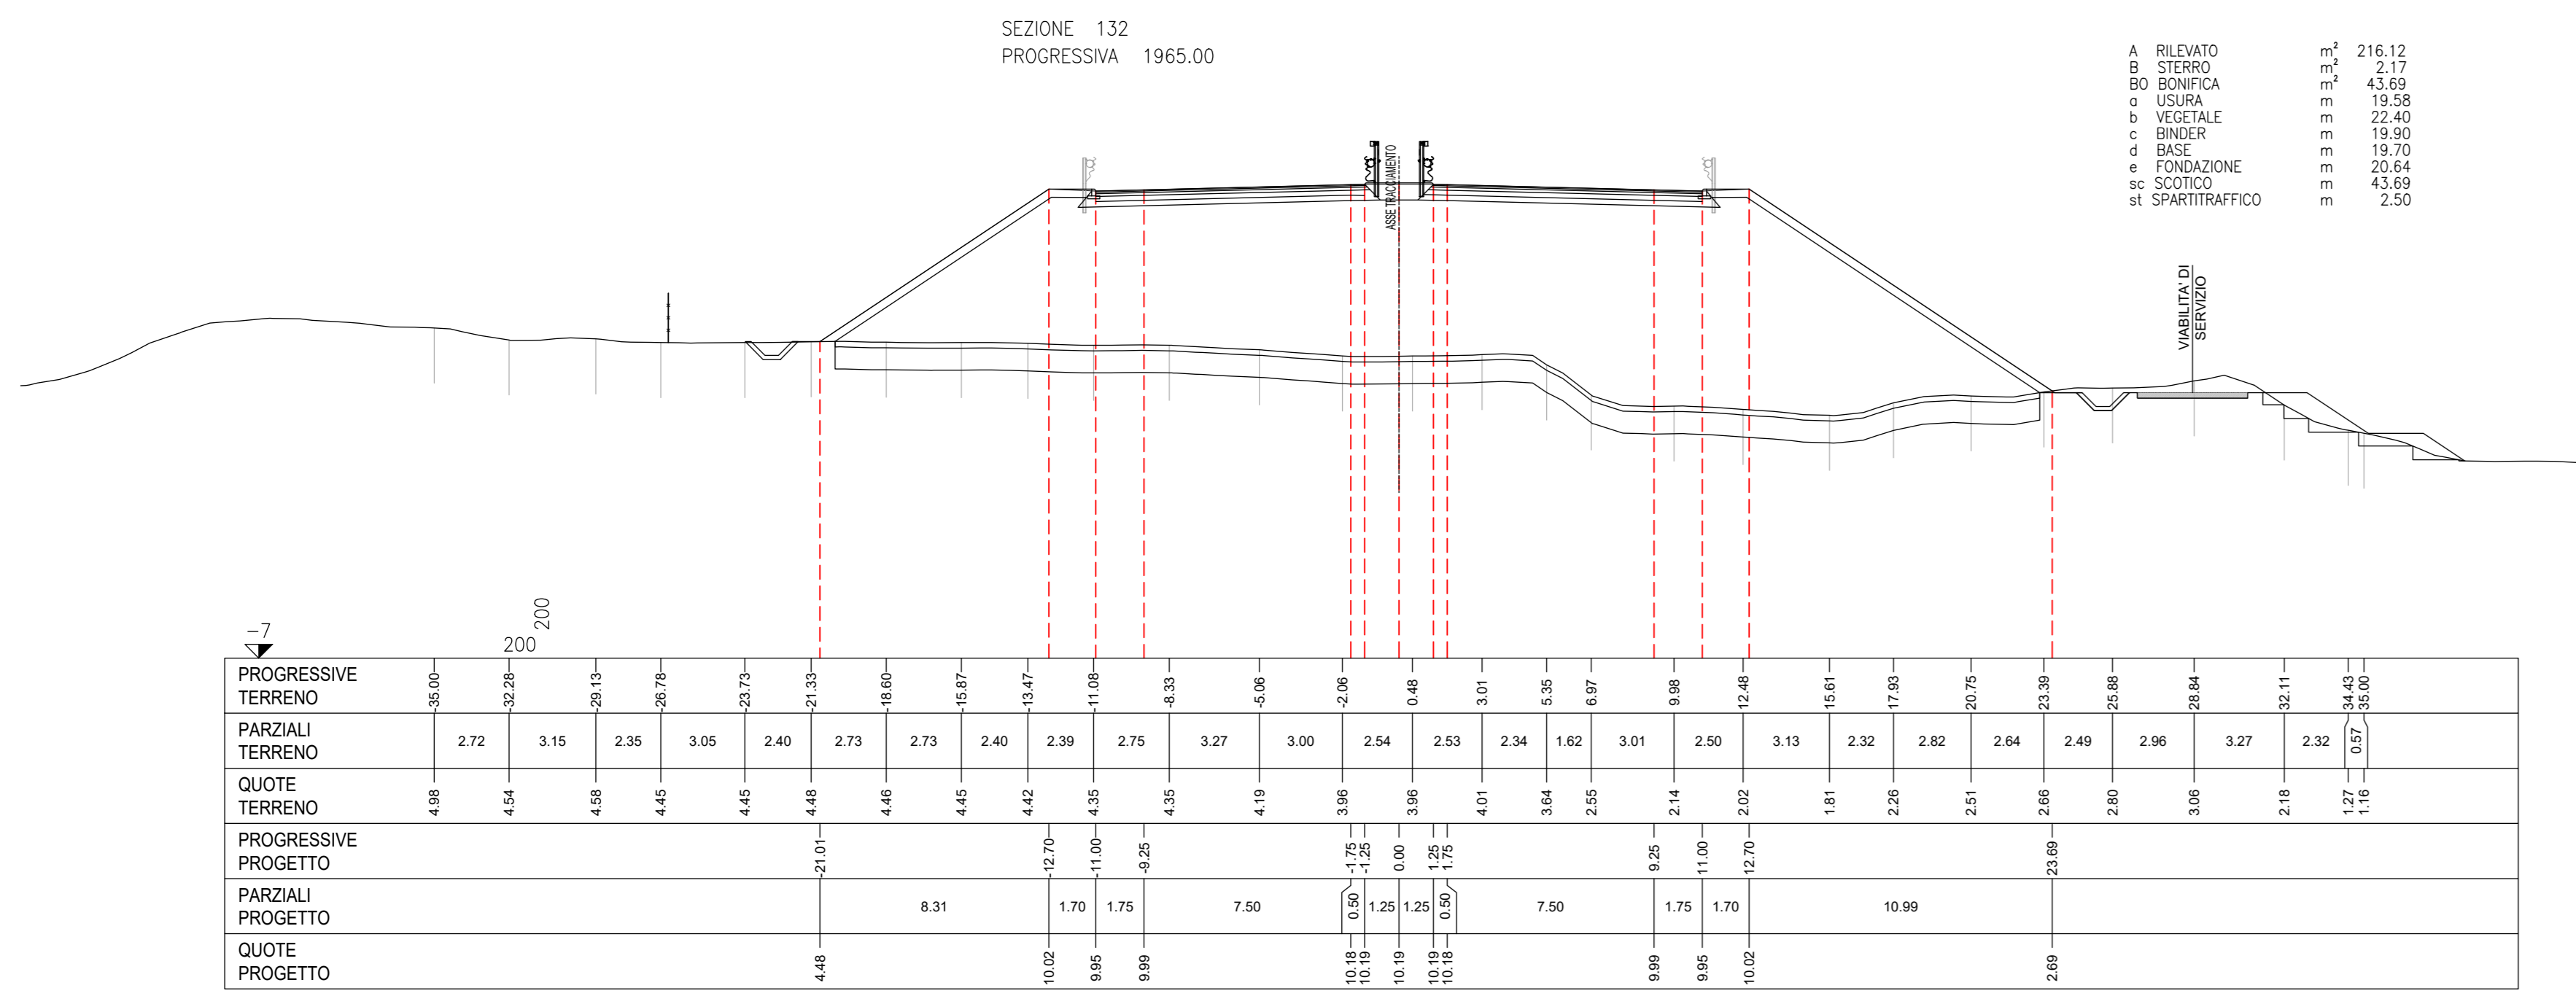 SEZIONE 132
PROGRESSIVA 1965.00
A RILEVATO m² 216.12
B STERRO m² 2.17
BO BONIFICA m² 43.69
a USURA m 19.58
b VEGETALE m 22.40
c BINDER m 19.90
d BASE m 19.70
e FONDAZIONE m 20.64
sc SCOTICO m 43.69
st SPARTITRAFFICO m 2.50
ASSE TRACCIAMENTO
VIABILITA' DI
SERVIZIO
-7
200
200
PROGRESSIVE
TERRENO
-35.00 -32.28 -29.13 -26.78 -23.73 -21.33 -18.60 -15.87 -13.47 -11.08 -8.33 -5.06 -2.06 0.48 3.01 5.35 6.97 9.98 12.48 15.61 17.93 20.75 23.39 25.88 28.84 32.11 34.43 35.00
PARZIALI
TERRENO
2.72 3.15 2.35 3.05 2.40 2.73 2.73 2.40 2.39 2.75 3.27 3.00 2.54 2.53 2.34 1.62 3.01 2.50 3.13 2.32 2.82 2.64 2.49 2.96 3.27 2.32 0.57
QUOTE
TERRENO
4.98 4.54 4.58 4.45 4.45 4.48 4.46 4.45 4.42 4.35 4.35 4.19 3.96 3.96 4.01 3.64 2.55 2.14 2.02 1.81 2.26 2.51 2.66 2.80 3.06 2.18 1.27 1.16
PROGRESSIVE
PROGETTO
-21.01 -12.70 -11.00 -9.25 -1.75 -1.25 0.00 1.25 1.75 9.25 11.00 12.70 23.69
PARZIALI
PROGETTO
8.31 1.70 1.75 7.50 0.50 1.25 1.25 0.50 7.50 1.75 1.70 10.99
QUOTE
PROGETTO
4.48 10.02 9.95 9.99 10.18 10.19 10.19 10.19 10.18 9.99 9.95 10.02 2.69